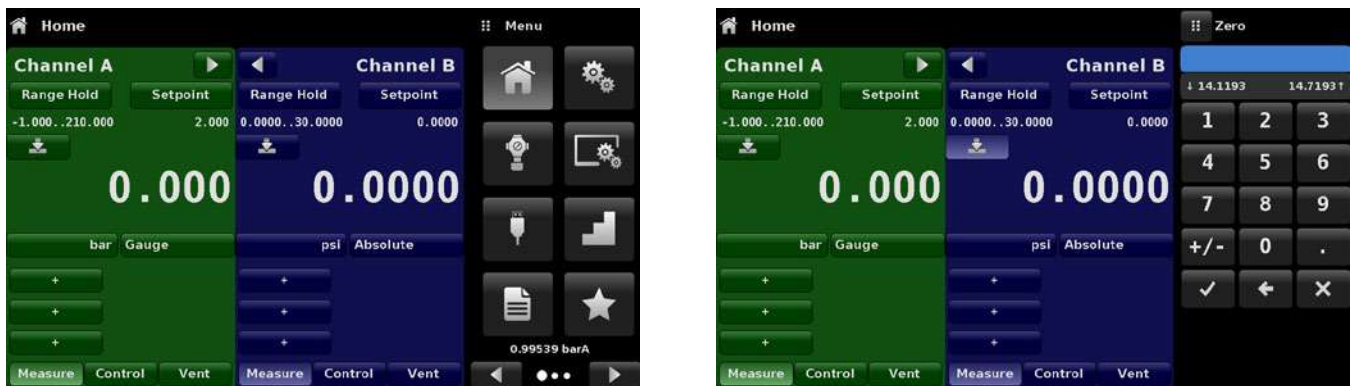 Home
Menu
Channel A
Channel B
Range Hold Setpoint
Range Hold Setpoint
-1.000..210.000 2.000
0.0000..30.0000 0.0000
0.000
0.0000
bar Gauge
psi Absolute
+
+
+
+
+
+
0.99539 barA
Measure Control Vent
Measure Control Vent
Home
Zero
Channel A
Channel B
Range Hold Setpoint
Range Hold Setpoint
-1.000..210.000 2.000
0.0000..30.0000 0.0000
0.000
0.0000
bar Gauge
psi Absolute
+
+
+
+
+
+
Measure Control Vent
Measure Control Vent
↓ 14.1193 14.7193↑
1 2 3
4 5 6
7 8 9
+/- 0 .